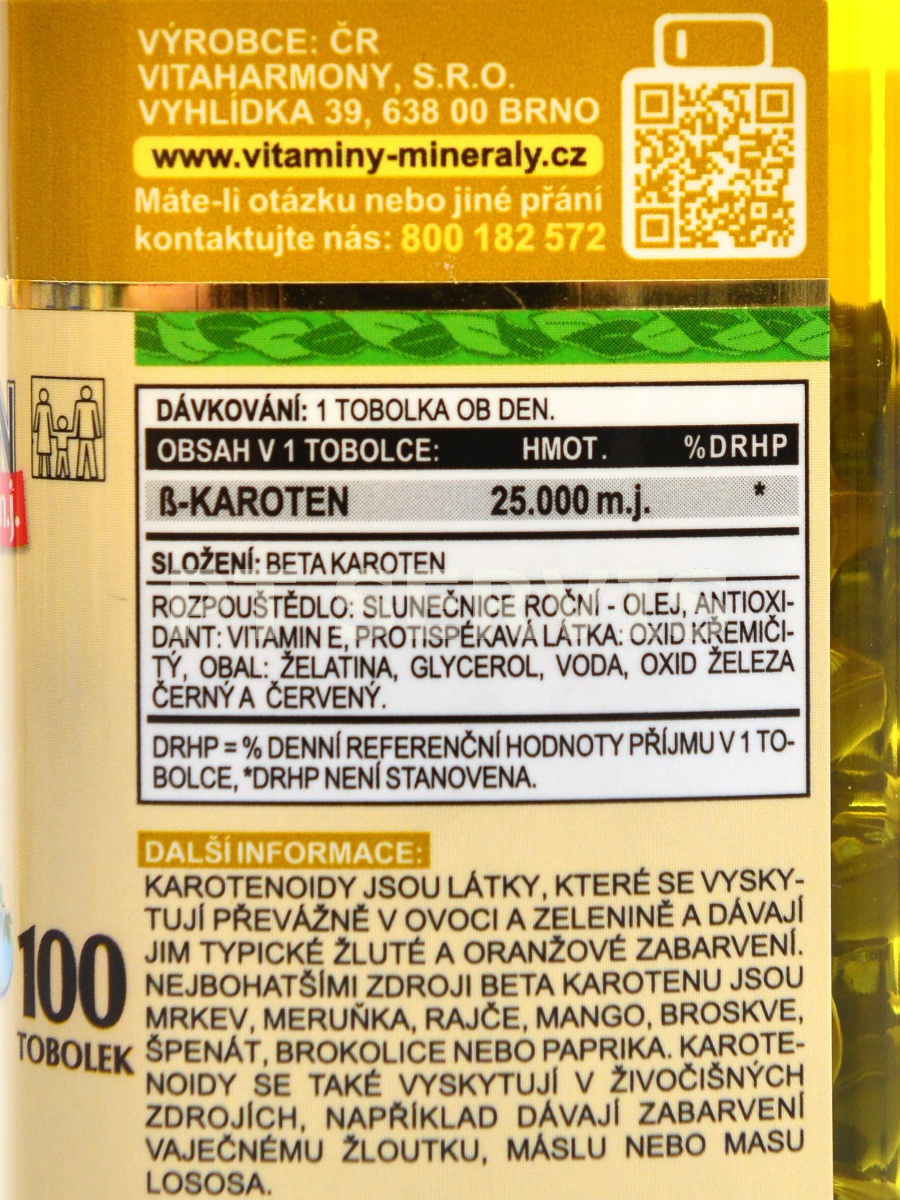 VÝROBCE: ČR
VITAHARMONY, S.R.O.
VYHLÍDKA 39, 638 00 BRNO
www.vitaminy-mineraly.cz
Máte-li otázku nebo jiné přání
kontaktujte nás: 800 182 572
DÁVKOVÁNÍ: 1 TOBOLKA OB DEN.
OBSAH V 1 TOBOLCE: HMOT. %DRHP
ß-KAROTEN 25.000 m.j. *
SLOŽENÍ: BETA KAROTEN
ROZPOUŠTĚDLO: SLUNEČNICE ROČNÍ - OLEJ, ANTIOXI-
DANT: VITAMIN E, PROTISPÉKAVÁ LÁTKA: OXID KŘEMIČI-
TÝ, OBAL: ŽELATINA, GLYCEROL, VODA, OXID ŽELEZA
ČERNÝ A ČERVENÝ.
DRHP = % DENNÍ REFERENČNÍ HODNOTY PŘÍJMU V 1 TO-
BOLCE, *DRHP NENÍ STANOVENA.
DALŠÍ INFORMACE:
KAROTENOIDY JSOU LÁTKY, KTERÉ SE VYSKY-
TUJÍ PŘEVÁŽNĚ V OVOCI A ZELENINĚ A DÁVAJÍ
JIM TYPICKÉ ŽLUTÉ A ORANŽOVÉ ZABARVENÍ.
NEJBOHATŠÍMI ZDROJI BETA KAROTENU JSOU
MRKEV, MERUŇKA, RAJČE, MANGO, BROSKVE,
ŠPENÁT, BROKOLICE NEBO PAPRIKA. KAROTE-
NOIDY SE TAKÉ VYSKYTUJÍ V ŽIVOČIŠNÝCH
ZDROJÍCH, NAPŘÍKLAD DÁVAJÍ ZABARVENÍ
VAJEČNÉMU ŽLOUTKU, MÁSLU NEBO MASU
LOSOSA.
100
TOBOLEK